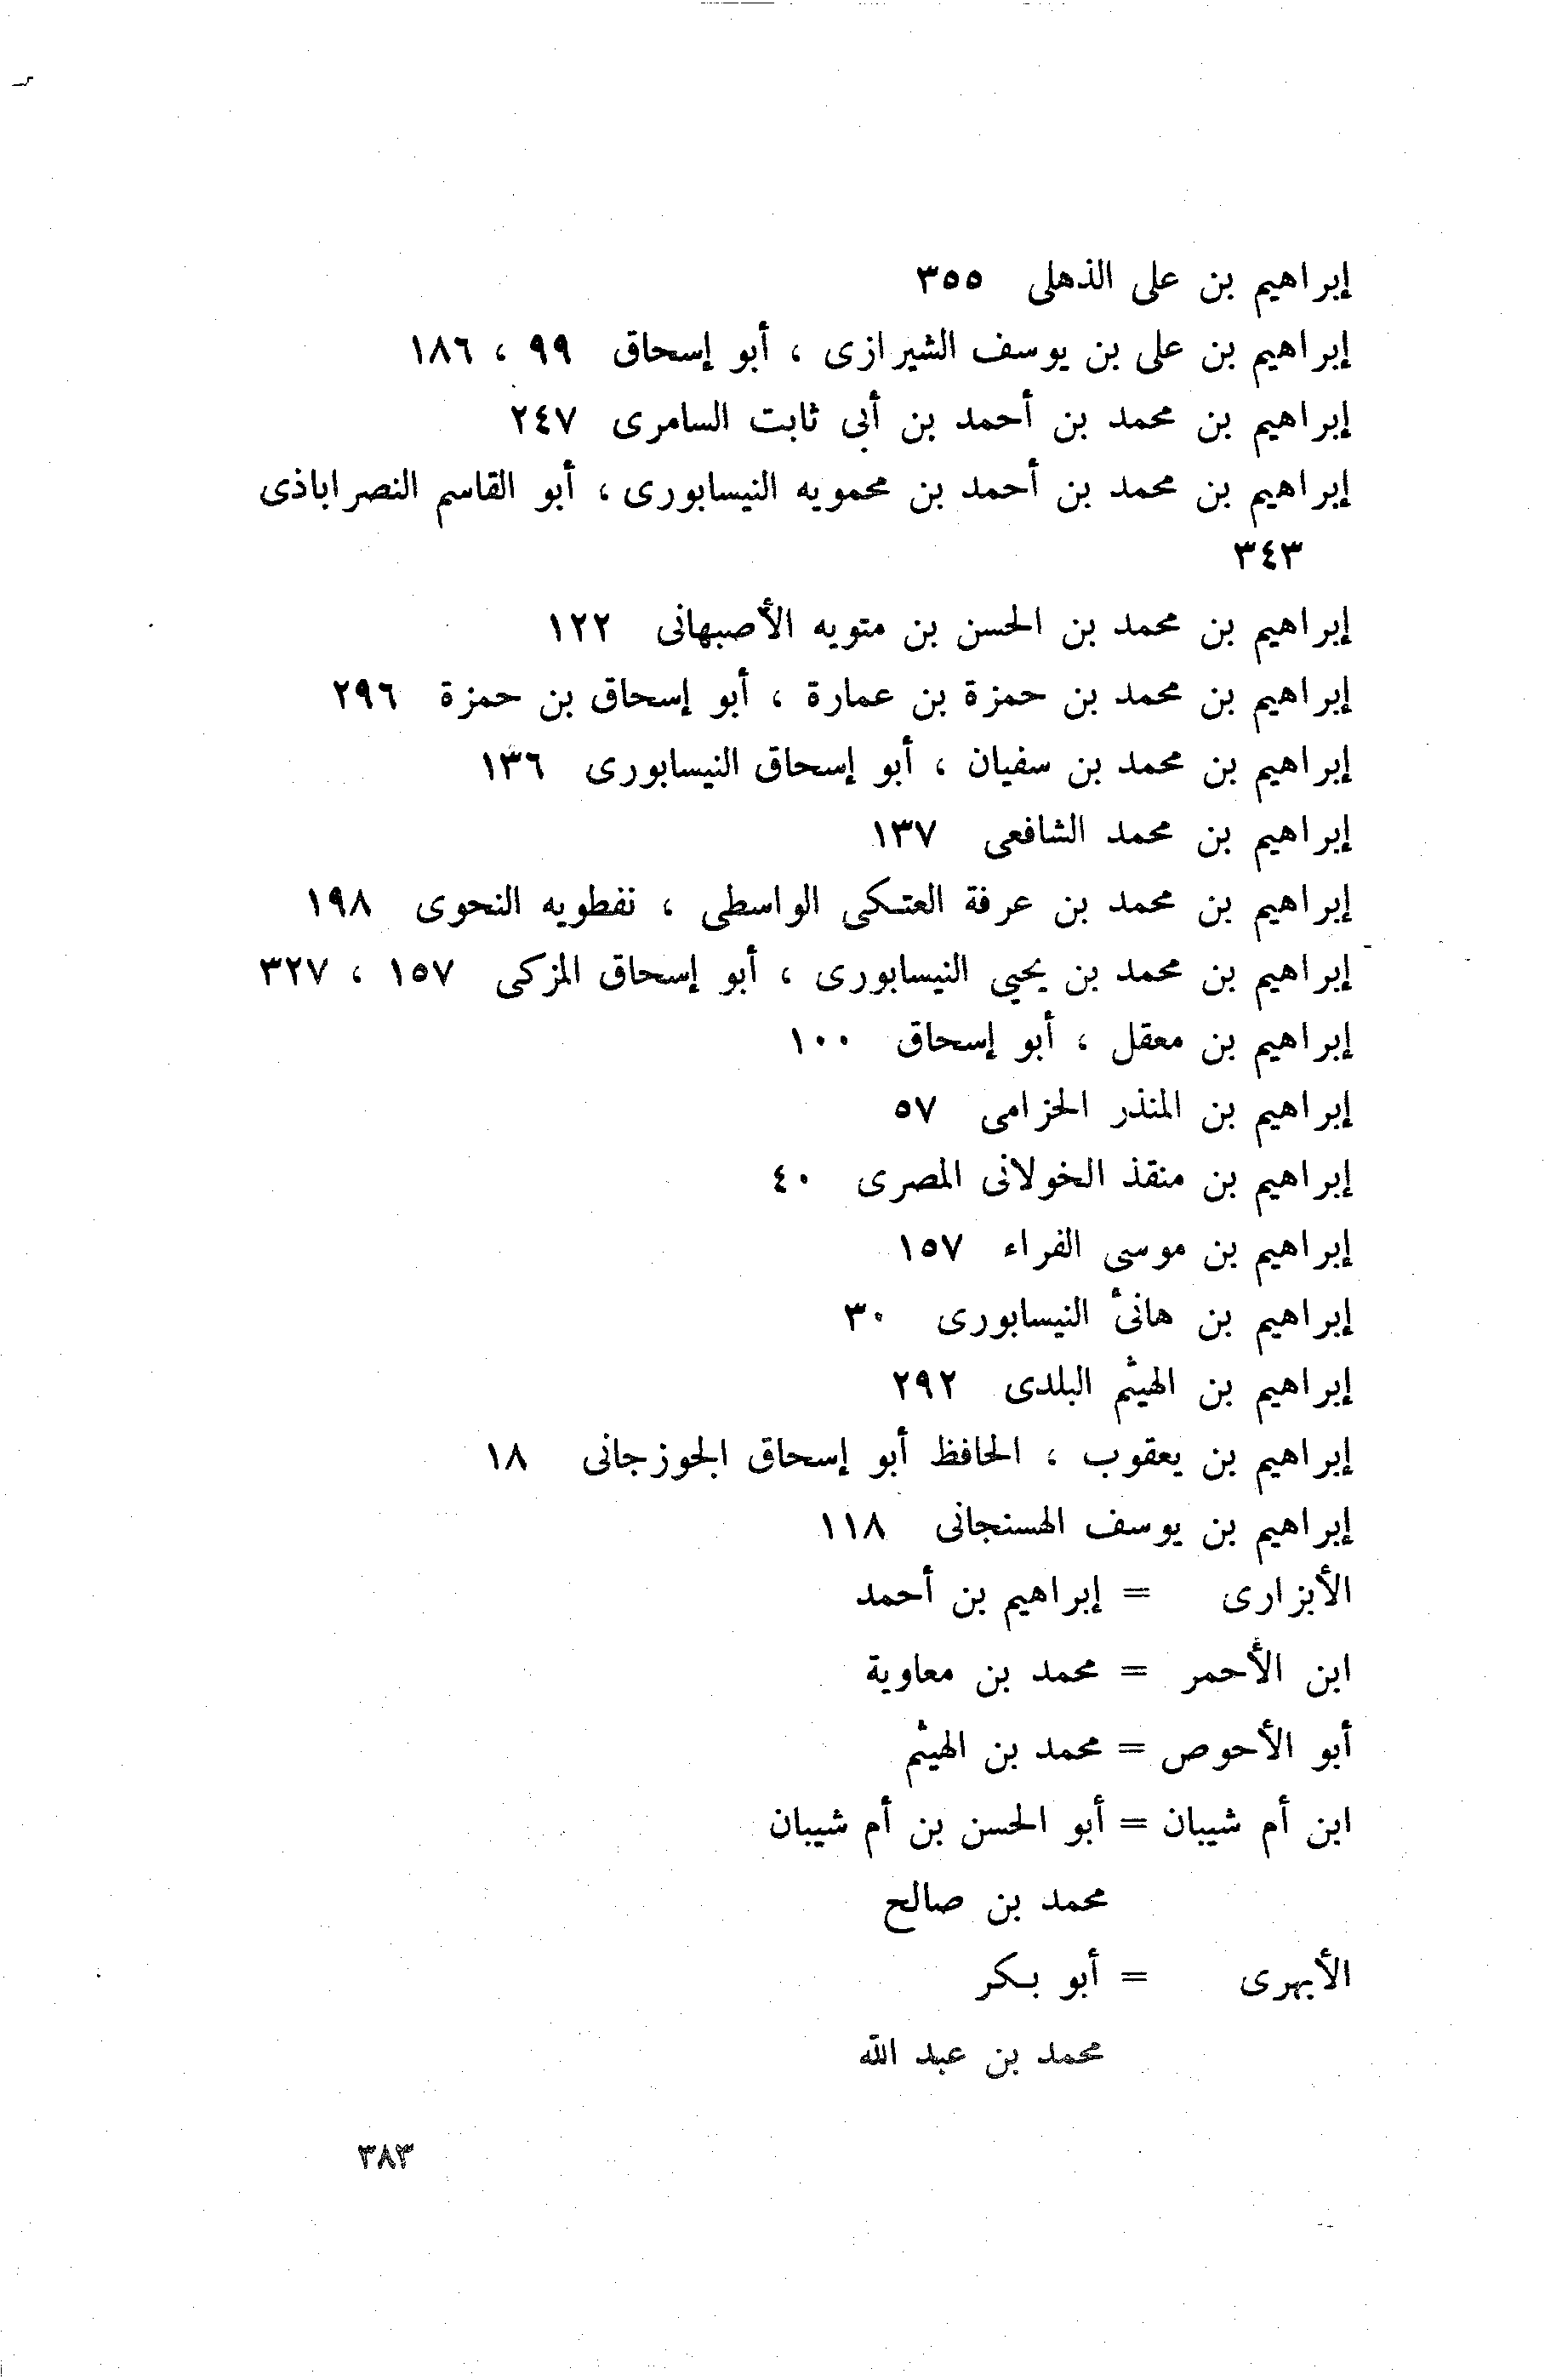 إبراهيم بن على الذهلى ٣٥٥
إبراهيم بن على بن يوسف الشيرازى ، أبو إسحاق ٩٩ ، ١٨٦
إبراهيم بن محمد بن أحمد بن أبى ثابت السامرى ٢٤٧
إبراهيم بن محمد بن أحمد بن محمويه النيسابورى ، أبو القاسم النصراباذى
٣٤٣
إبراهيم بن محمد بن الحسن بن متويه الأصبهانى ١٢٢
إبراهيم بن محمد بن حمزة بن عمارة ، أبو إسحاق بن حمزة ٢٩٦
إبراهيم بن محمد بن سفيان ، أبو إسحاق النيسابورى ١٣٦
إبراهيم بن محمد الشافعى ١٣٧
إبراهيم بن محمد بن عرفة العتكى الواسطى ، نفطويه النحوى ١٩٨
إبراهيم بن محمد بن يحيى النيسابورى ، أبو إسحاق المزكى ١٥٧ ، ٣٢٧
إبراهيم بن معقل ، أبو إسحاق ١٠٠
إبراهيم بن المنذر الحزامى ٥٧
إبراهيم بن منقذ الخولانى المصرى ٤٠
إبراهيم بن موسى الفراء ١٥٧
إبراهيم بن هانئ النيسابورى ٣٠
إبراهيم بن الهيثم البلدى ٢٩٢
إبراهيم بن يعقوب ، الحافظ أبو إسحاق الجوزجانى ١٨
إبراهيم بن يوسف الهسنجانى ١١٨
الأبزارى = إبراهيم بن أحمد
ابن الأحمر = محمد بن معاوية
أبو الأحوص = محمد بن الهيثم
ابن أم شيبان = أبو الحسن بن أم شيبان
محمد بن صالح
الأبهرى = أبو بكر
محمد بن عبد الله
٣٨٣